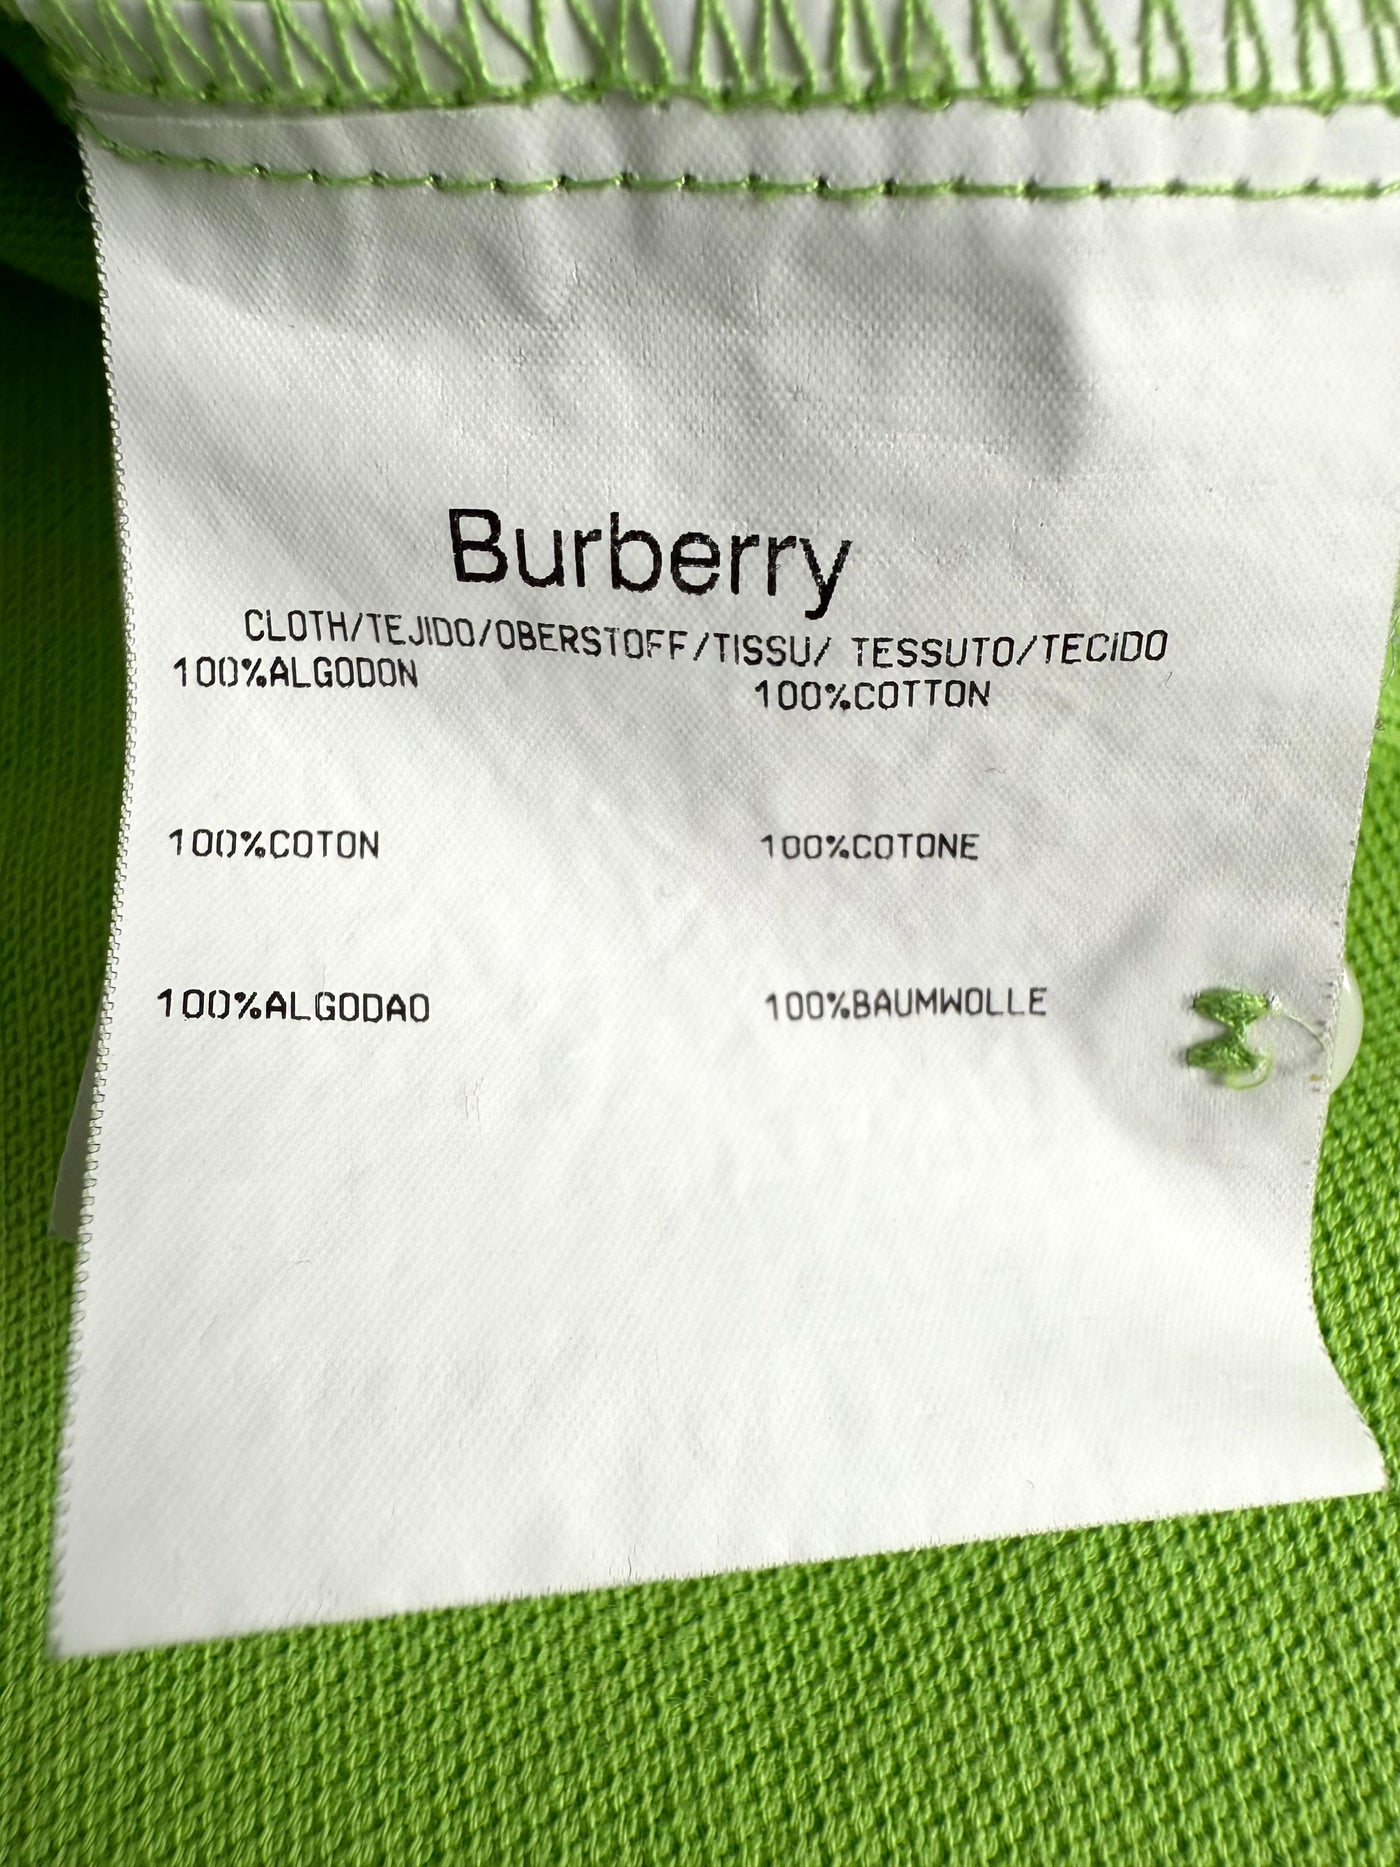 Burberry
CLOTH/TEJIDO/OBERSTOFF/TISSU/ TESSUTO/TECIDO
100%ALGODON 100%COTTON
100%COTON 100%COTONE
100%ALGODAO 100%BAUMWOLLE